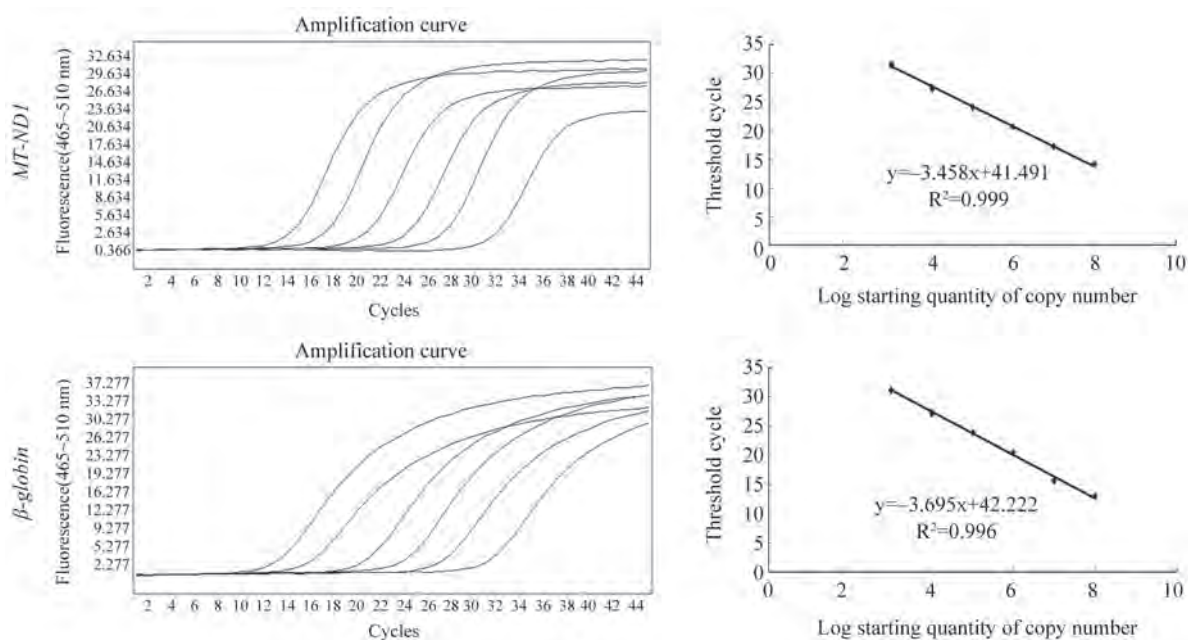 Amplification curve
MT-ND1
Fluorescence(465~510 nm)
32.634
29.634
26.634
23.634
20.634
17.634
14.634
11.634
8.634
5.634
2.634
0.366
2 4 6 8 10 12 14 16 18 20 22 24 26 28 30 32 34 36 38 40 42 44
Cycles
Threshold cycle
35
30
25
20
15
10
5
0
y=–3.458x+41.491
R²=0.999
0 2 4 6 8 10
Log starting quantity of copy number
Amplification curve
β-globin
Fluorescence(465~510 nm)
37.277
33.277
30.277
26.277
23.277
19.277
16.277
12.277
9.277
5.277
2.277
2 4 6 8 10 12 14 16 18 20 22 24 26 28 30 32 34 36 38 40 42 44
Cycles
Threshold cycle
35
30
25
20
15
10
5
0
y=–3.695x+42.222
R²=0.996
0 2 4 6 8 10
Log starting quantity of copy number